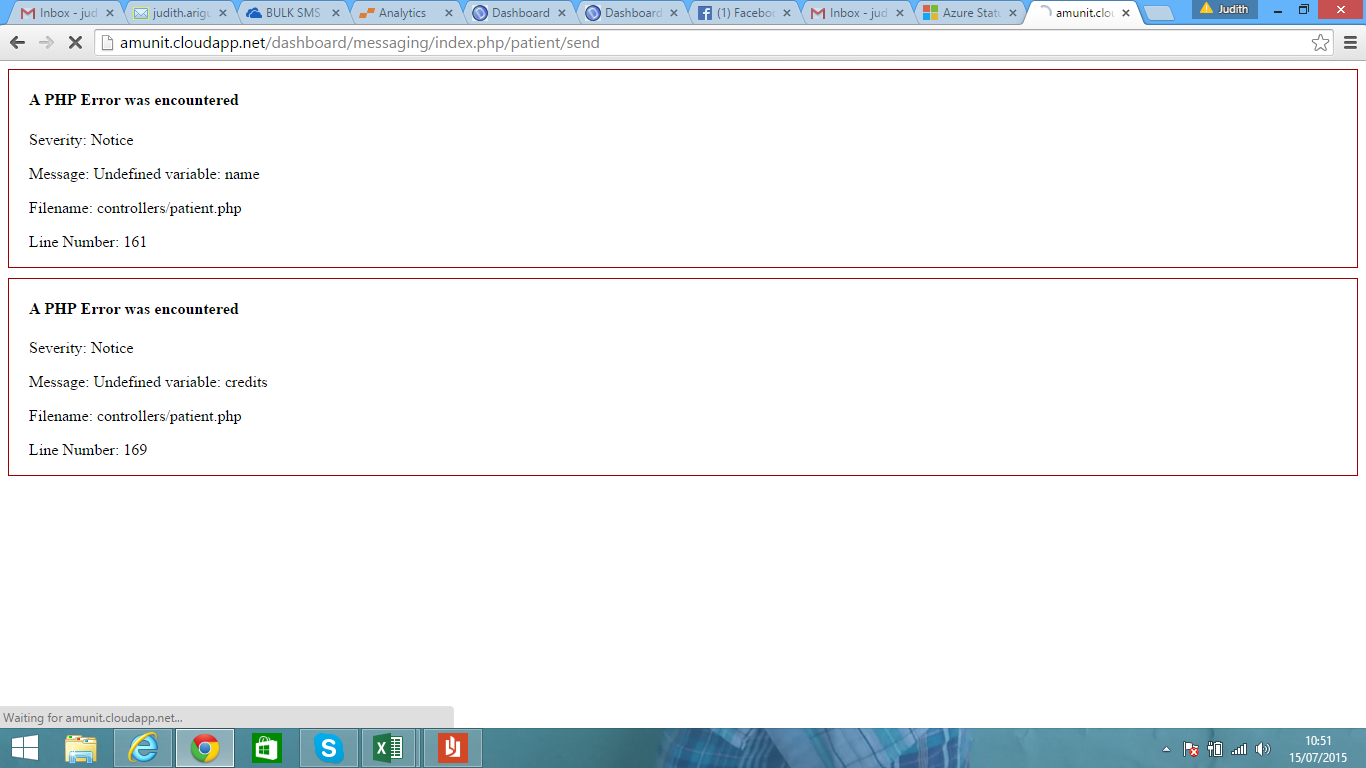 Inbox - jud
judith.arigu
BULK SMS
Analytics
Dashboard
Dashboard
(1) Faceboo
Inbox - jud
Azure Statu
amunit.clou
Judith
amunit.cloudapp.net/dashboard/messaging/index.php/patient/send
A PHP Error was encountered
Severity: Notice
Message: Undefined variable: name
Filename: controllers/patient.php
Line Number: 161
A PHP Error was encountered
Severity: Notice
Message: Undefined variable: credits
Filename: controllers/patient.php
Line Number: 169
Waiting for amunit.cloudapp.net...
10:51
15/07/2015